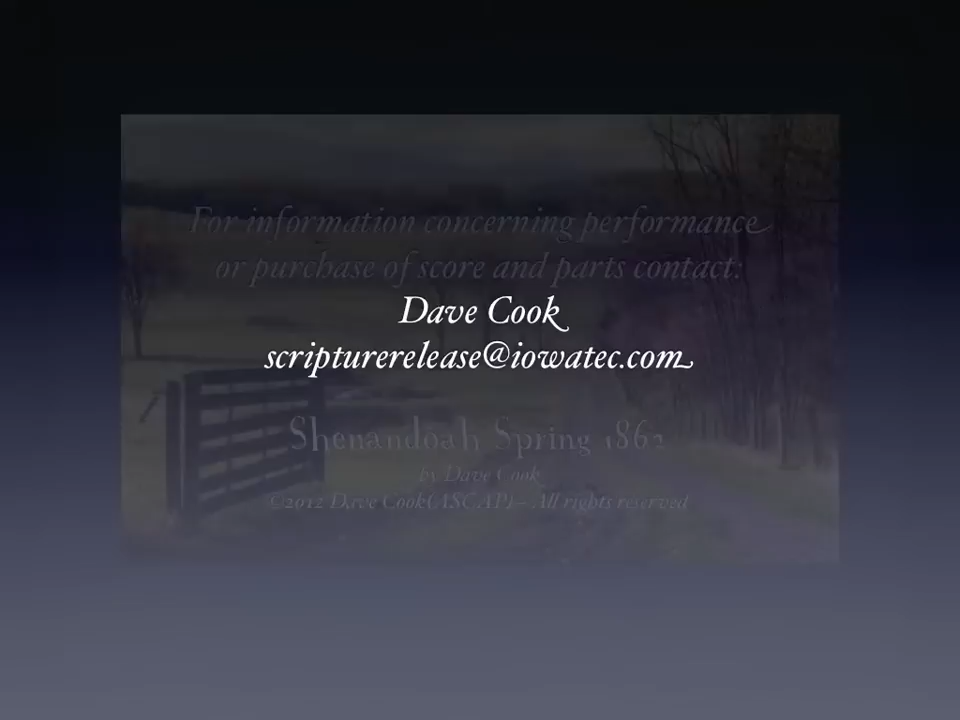 For information concerning performance
or purchase of score and parts contact:
Dave Cook
scripturerelease@iowatec.com
Shenandoah Spring 1862
by Dave Cook
©2012 Dave Cook(ASCAP)– All rights reserved